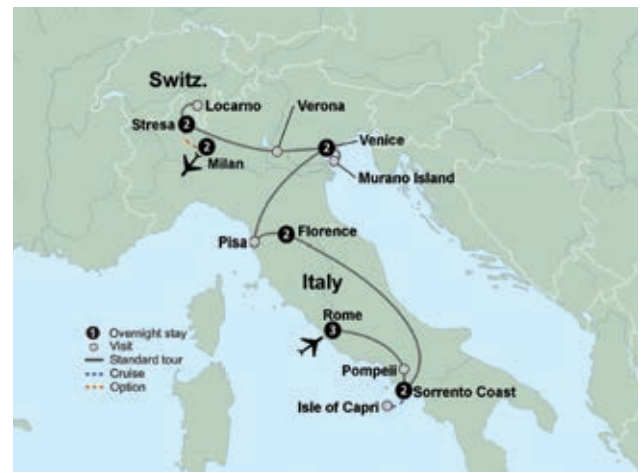 Switz.
Locarno
Verona
Stresa
2
2
Venice
2
Milan
Murano Island
2
Florence
Pisa
Italy
Rome
3
1 Overnight stay
Visit
Standard tour
Cruise
Option
Pompeii
2
Sorrento Coast
Isle of Capri